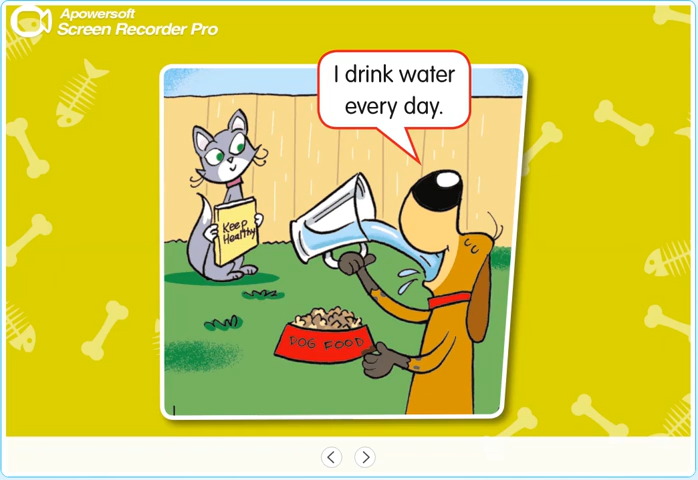 Apowersoft
Screen Recorder Pro
I drink water
every day.
Keep
Healthy
DOG FOOD